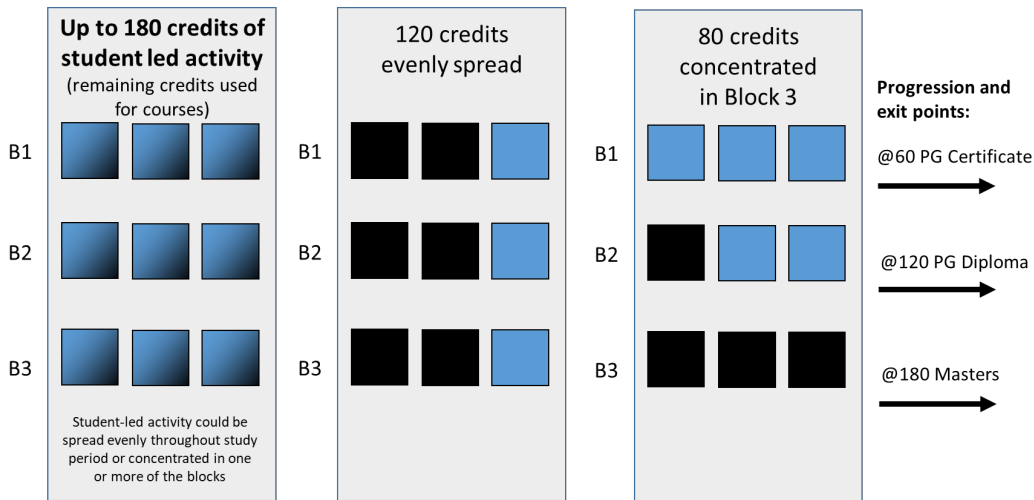 Up to 180 credits of
student led activity
(remaining credits used
for courses)
B1
B2
B3
Student-led activity could be
spread evenly throughout study
period or concentrated in one
or more of the blocks
120 credits
evenly spread
B1
B2
B3
80 credits
concentrated
in Block 3
B1
B2
B3
Progression and
exit points:
@60 PG Certificate
@120 PG Diploma
@180 Masters